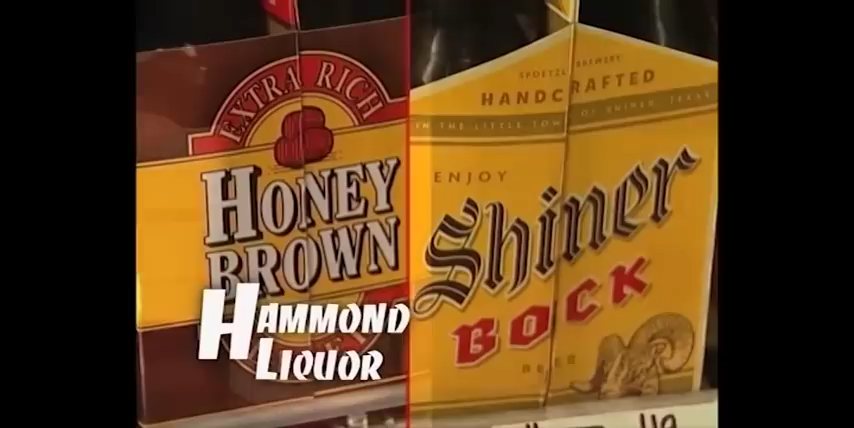 EXTRA RICH
HONEY
BROWN
HAMMOND
LIQUOR
SPOETZL BREWERY
HANDCRAFTED
IN THE LITTLE TOWN OF SHINER, TEXAS
ENJOY
Shiner
BOCK
BEER